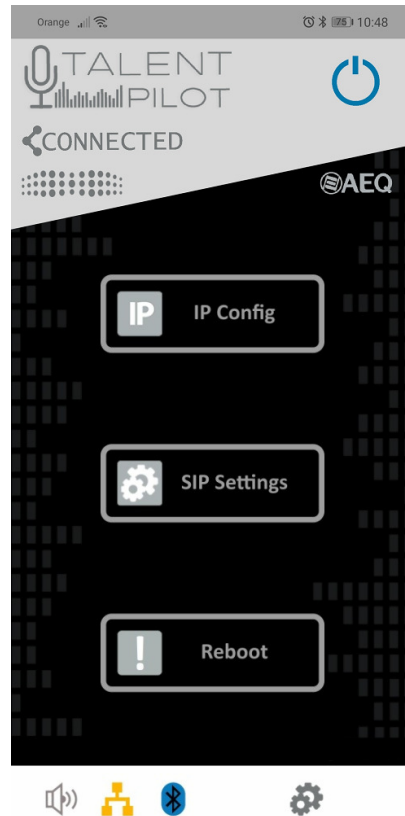 Orange 75 10:48
TALENT
PILOT
CONNECTED
AEQ
IP IP Config
SIP Settings
! Reboot